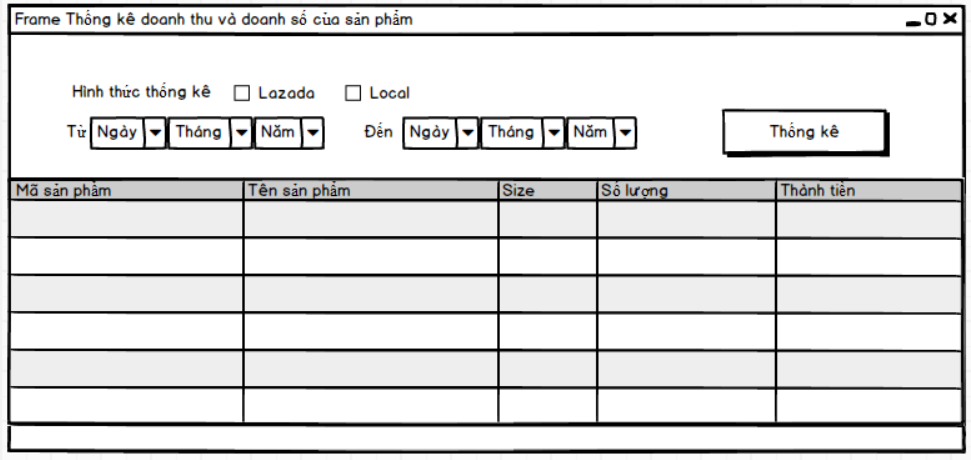 Frame Thống kê doanh thu và doanh số của sản phẩm
Hình thức thống kê Lazada Local
Từ Ngày Tháng Năm Đến Ngày Tháng Năm Thống kê
Mã sản phẩm Tên sản phẩm Size Số lượng Thành tiền